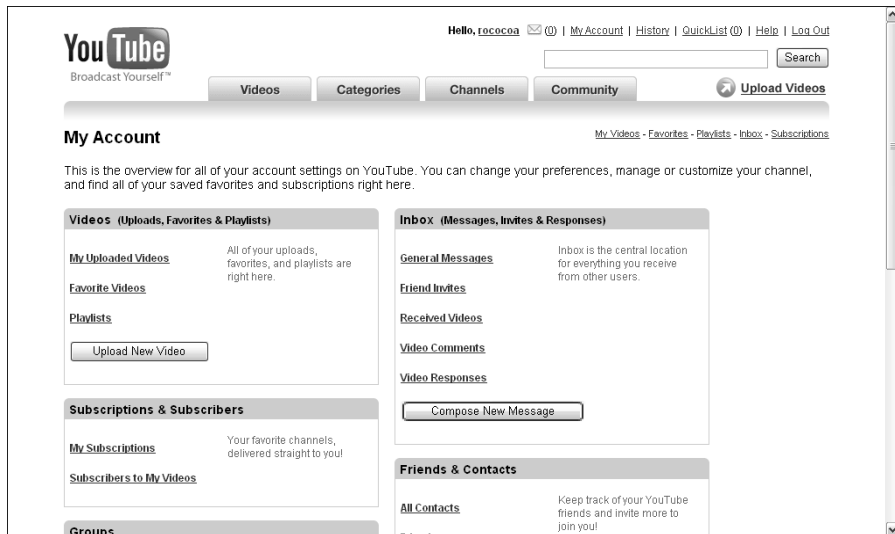 Hello, rococoa (0) | My Account | History | QuickList (0) | Help | Log Out
YouTube
Broadcast Yourself™
Search
Videos Categories Channels Community Upload Videos
My Account
My Videos - Favorites - Playlists - Inbox - Subscriptions
This is the overview for all of your account settings on YouTube. You can change your preferences, manage or customize your channel,
and find all of your saved favorites and subscriptions right here.
Videos (Uploads, Favorites & Playlists)
My Uploaded Videos
All of your uploads,
favorites, and playlists are
right here.
Favorite Videos
Playlists
Upload New Video
Inbox (Messages, Invites & Responses)
General Messages
Inbox is the central location
for everything you receive
from other users.
Friend Invites
Received Videos
Video Comments
Video Responses
Compose New Message
Subscriptions & Subscribers
My Subscriptions
Your favorite channels,
delivered straight to you!
Subscribers to My Videos
Friends & Contacts
All Contacts
Keep track of your YouTube
friends and invite more to
join you!
Groups